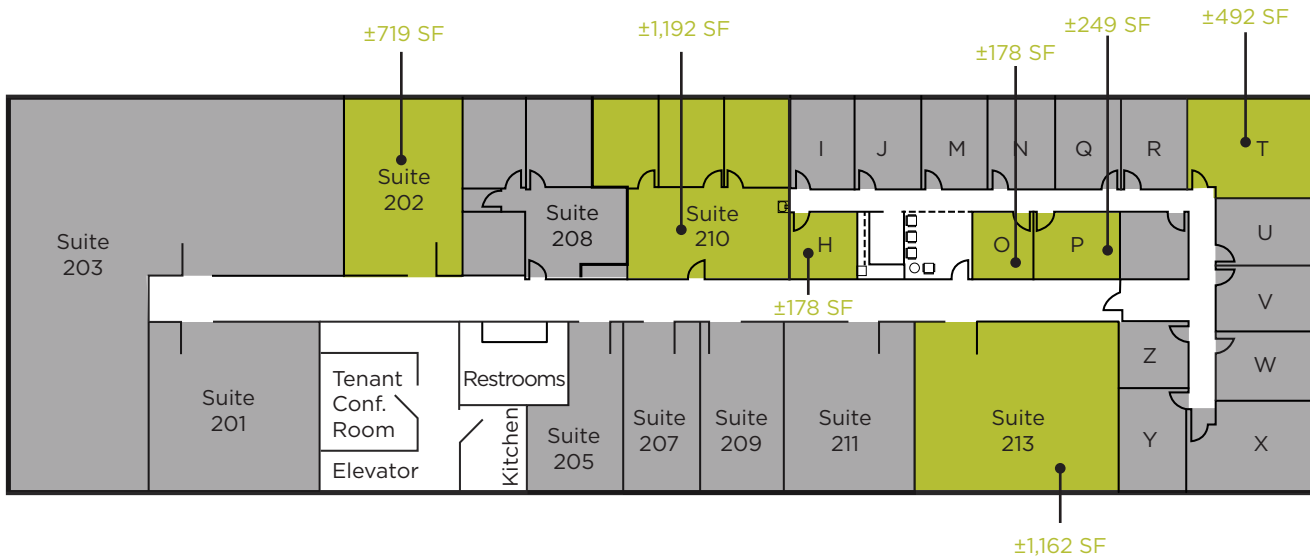 ±719 SF
±1,192 SF
±178 SF
±249 SF
±492 SF
I
J
M
N
Q
R
T
Suite
202
Suite
203
Suite
208
Suite
210
H
O
P
U
V
±178 SF
Z
W
Y
X
Suite
201
Tenant
Conf.
Room
Elevator
Restrooms
Kitchen
Suite
205
Suite
207
Suite
209
Suite
211
Suite
213
±1,162 SF